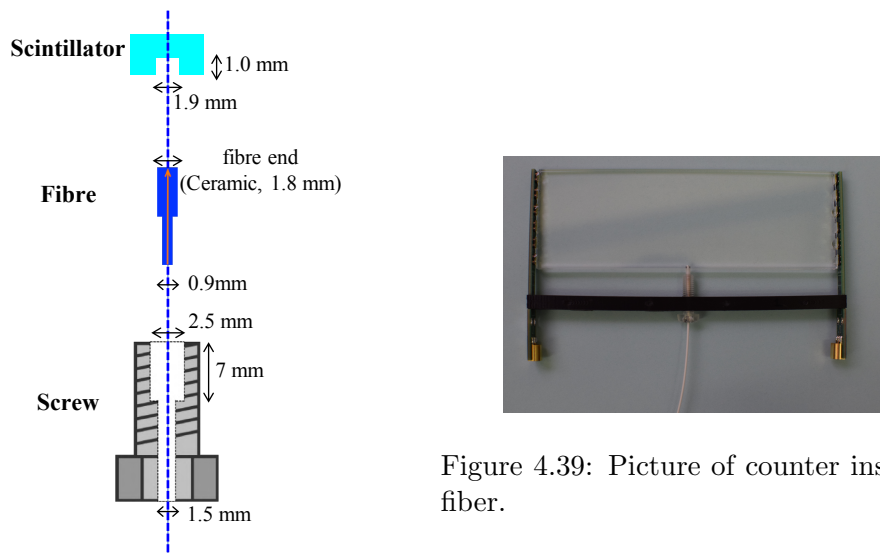 Scintillator
1.0 mm
1.9 mm
fibre end
(Ceramic, 1.8 mm)
Fibre
0.9mm
2.5 mm
7 mm
Screw
1.5 mm
Figure 4.39: Picture of counter ins
fiber.